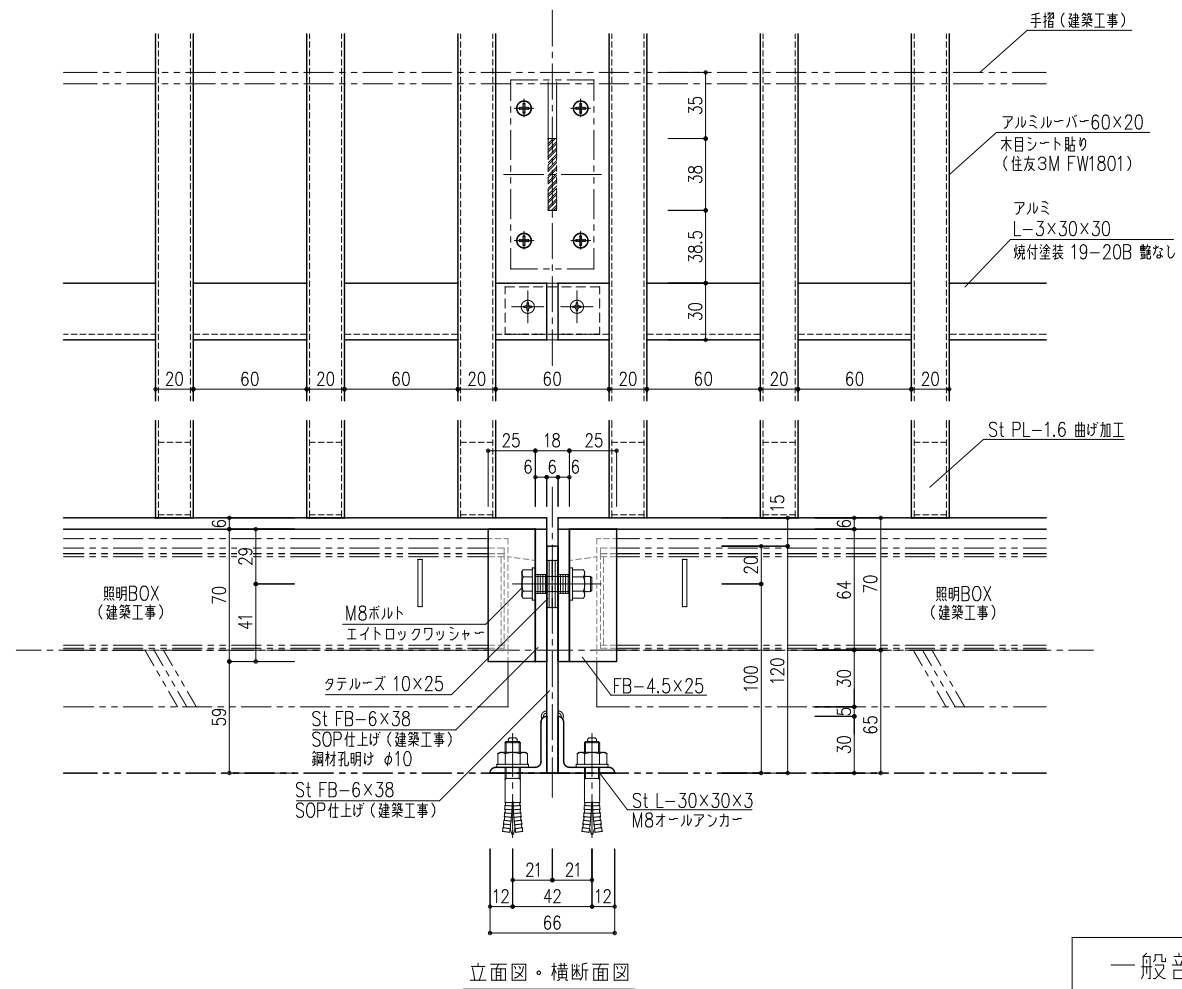 手摺（建築工事）
アルミルーバー60×20
木目シート貼り
（住友3M FW1801）
アルミ
L-3×30×30
焼付塗装 19-20B 艶なし
35
38
38.5
30
20
60
20
60
20
60
20
60
20
60
20
St PL-1.6 曲げ加工
25
18
25
6
6
6
15
6
29
70
41
59
20
100
120
6
64
70
30
5
30
65
照明BOX
（建築工事）
照明BOX
（建築工事）
M8ボルト
エイトロックワッシャー
タテルーズ 10×25
FB-4.5×25
St FB-6×38
SOP仕上げ（建築工事）
鋼材孔明け φ10
St FB-6×38
SOP仕上げ（建築工事）
St L-30×30×3
M8オールアンカー
21
21
12
42
12
66
立面図・横断面図
一般